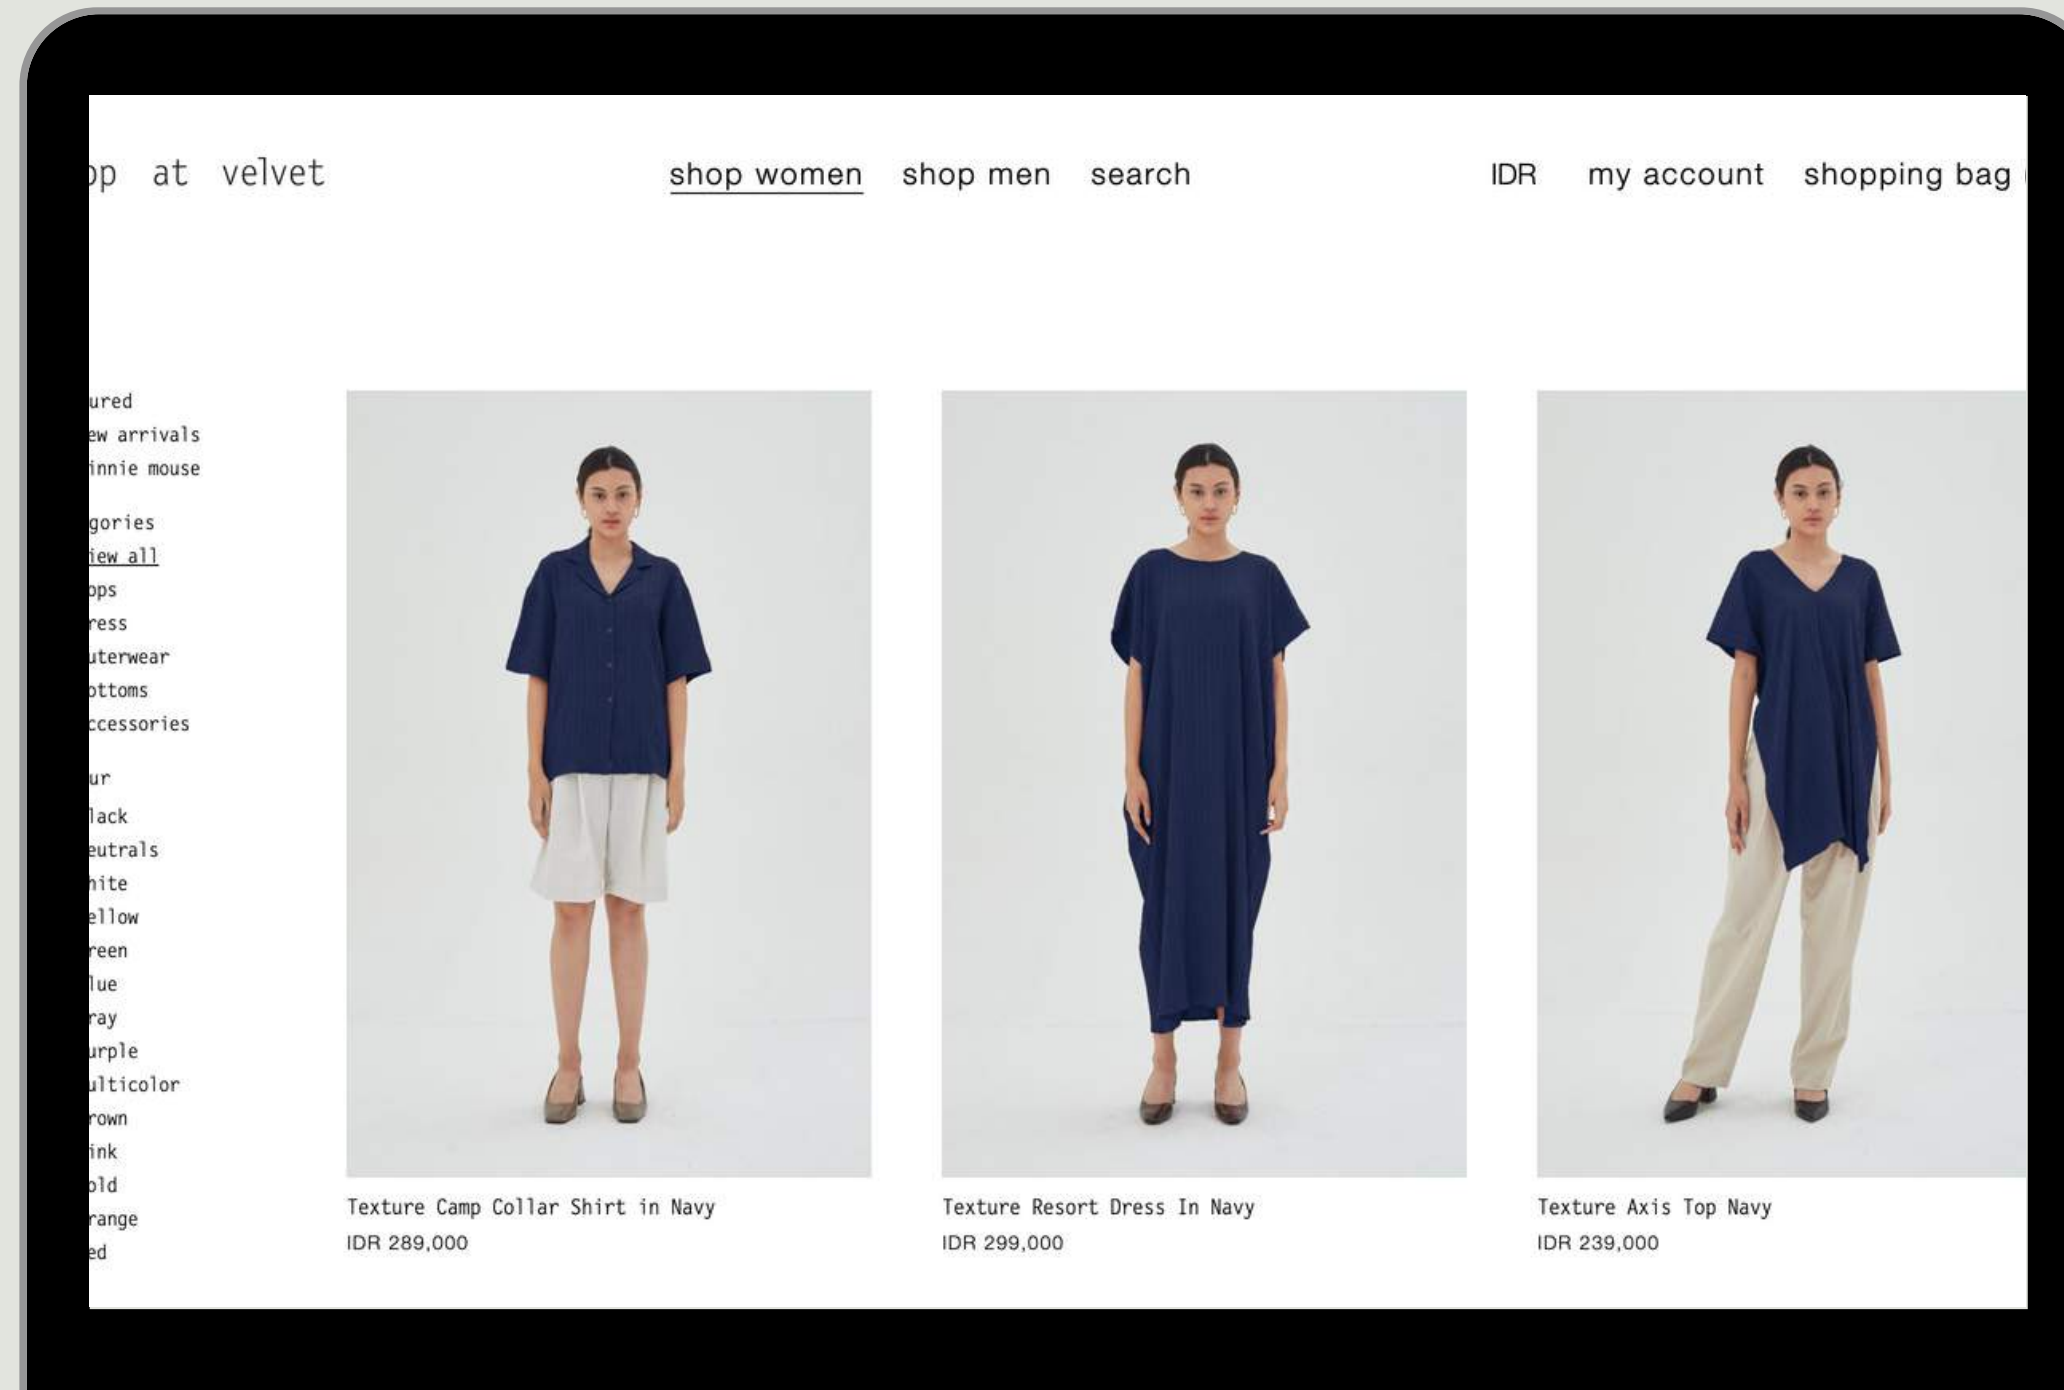 op at velvet
shop women shop men search
IDR my account shopping bag
ured
ew arrivals
innie mouse
gories
iew all
ops
ress
uterwear
ottoms
ccessories
ur
lack
eutrals
hite
ellow
reen
lue
ray
urple
ulticolor
rown
ink
old
range
ed
Texture Camp Collar Shirt in Navy
IDR 289,000
Texture Resort Dress In Navy
IDR 299,000
Texture Axis Top Navy
IDR 239,000